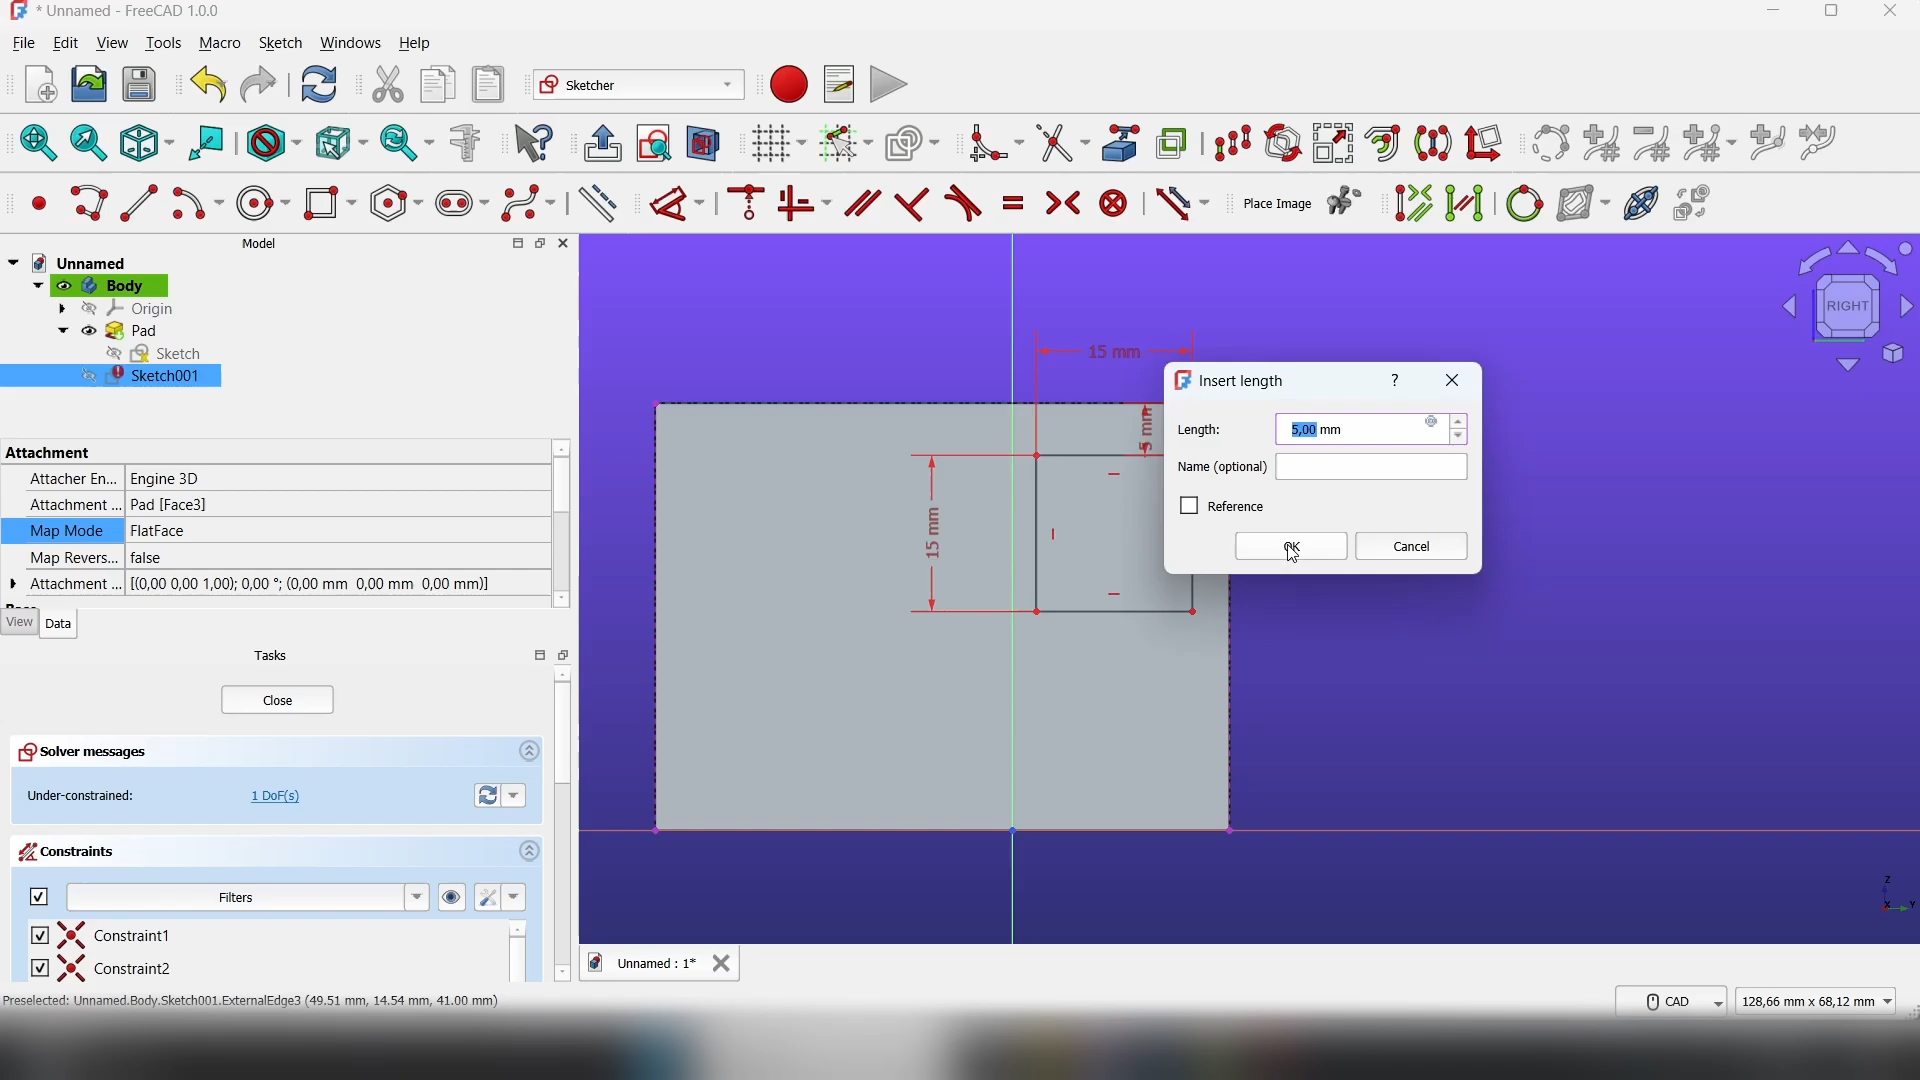 * Unnamed - FreeCAD 1.0.0
File Edit View Tools Macro Sketch Windows Help
Sketcher
Place Image
Model
Unnamed
Body
Origin
Pad
Sketch
Sketch001
Attachment
Attacher En... Engine 3D
Attachment ... Pad [Face3]
Map Mode FlatFace
Map Revers... false
Attachment ... [(0,00 0,00 1,00); 0,00 °; (0,00 mm 0,00 mm 0,00 mm)]
View Data
Tasks
Close
Solver messages
Under-constrained: 1 DoF(s)
Constraints
Filters
Constraint1
Constraint2
15 mm
5 mm
15 mm
Insert length ?
Length: 5,00 mm
Name (optional)
Reference
OK Cancel
RIGHT
Z
X Y
Unnamed : 1*
Preselected: Unnamed.Body.Sketch001.ExternalEdge3 (49.51 mm, 14.54 mm, 41.00 mm)
CAD 128,66 mm x 68,12 mm